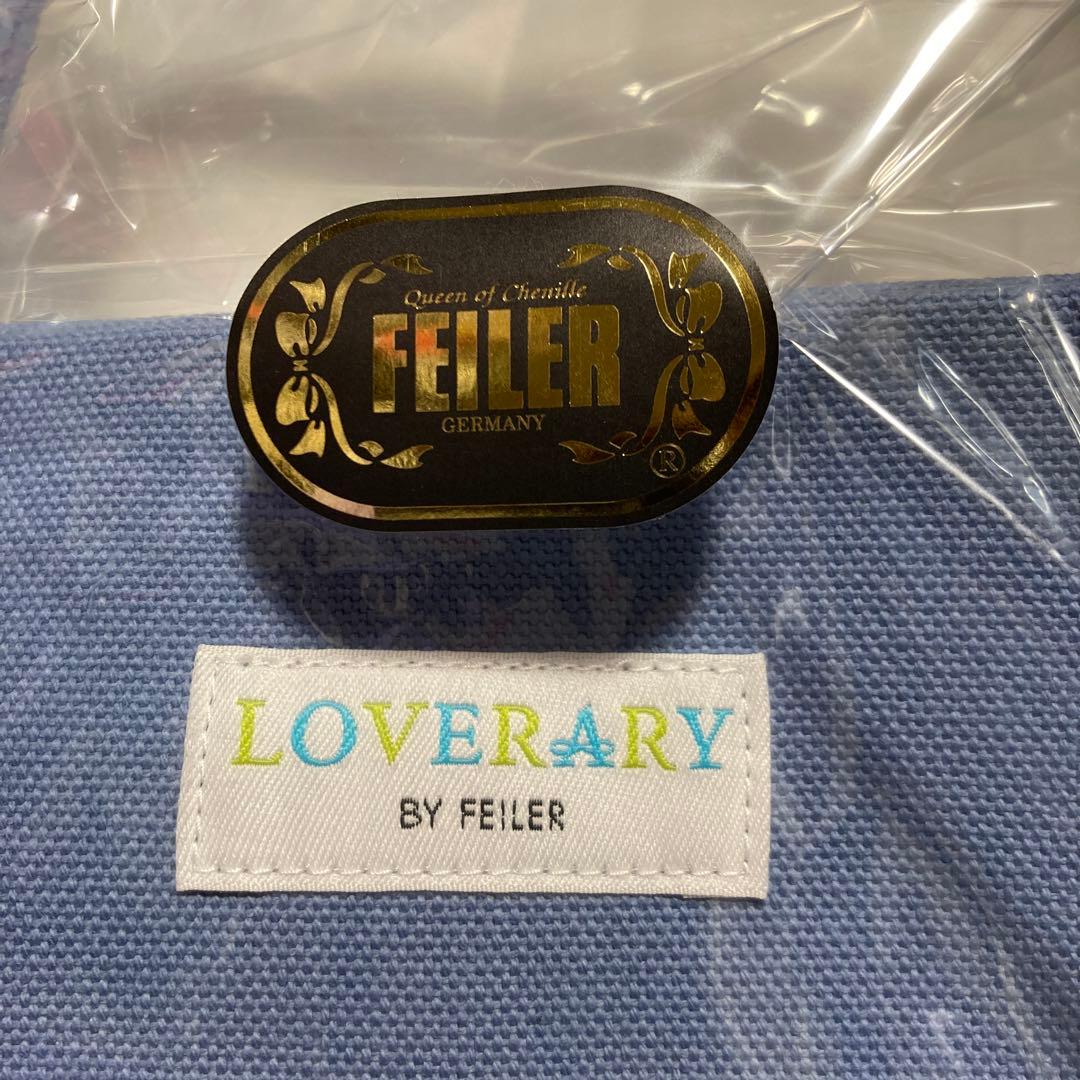 Queen of Chenille
FEILER
GERMANY
®
LOVERARY
BY FEILER